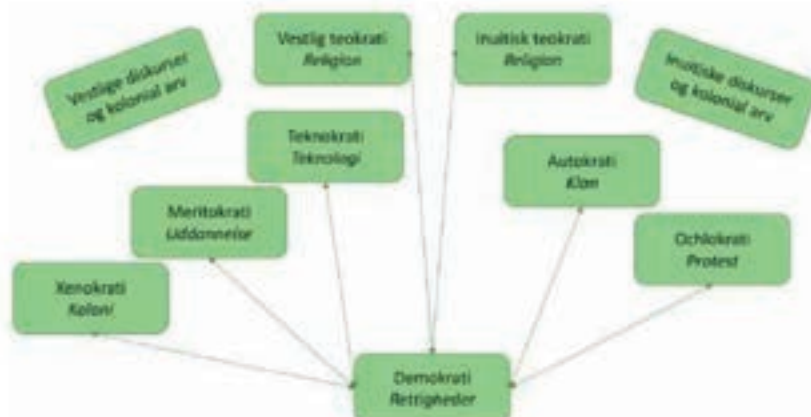 Vestlig teokrati
Religion
Inuitisk teokrati
Religion
Vestlige diskurser
og kolonial arv
Inuitiske diskurser
og kolonial arv
Teknokrati
Teknologi
Autokrati
Klan
Meritokrati
Uddannelse
Ochlokrati
Protest
Xenokrati
Koloni
Demokrati
Rettigheder